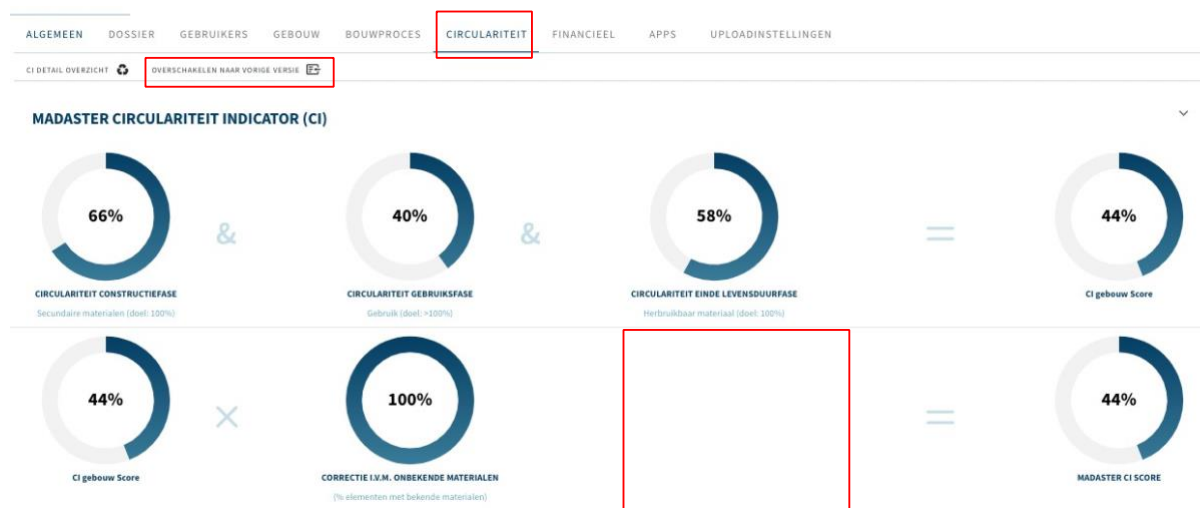 ALGEMEEN DOSSIER GEBRUIKERS GEBOUW BOUWPROCES CIRCULARITEIT FINANCIEEL APPS UPLOADINSTELLINGEN
CI DETAIL OVERZICHT OVERSCHAKELEN NAAR VORIGE VERSIE
MADASTER CIRCULARITEIT INDICATOR (CI)
66% & 40% & 58% = 44%
CIRCULARITEIT CONSTRUCTIEFASE CIRCULARITEIT GEBRUIKSFASE CIRCULARITEIT EINDE LEVENSDUURFASE CI gebouw Score
Secundaire materialen (doel: 100%) Gebruik (doel: >100%) Herbruikbaar materiaal (doel: 100%)
44% × 100% = 44%
CI gebouw Score CORRECTIE I.V.M. ONBEKENDE MATERIALEN MADASTER CI SCORE
(% elementen met bekende materialen)